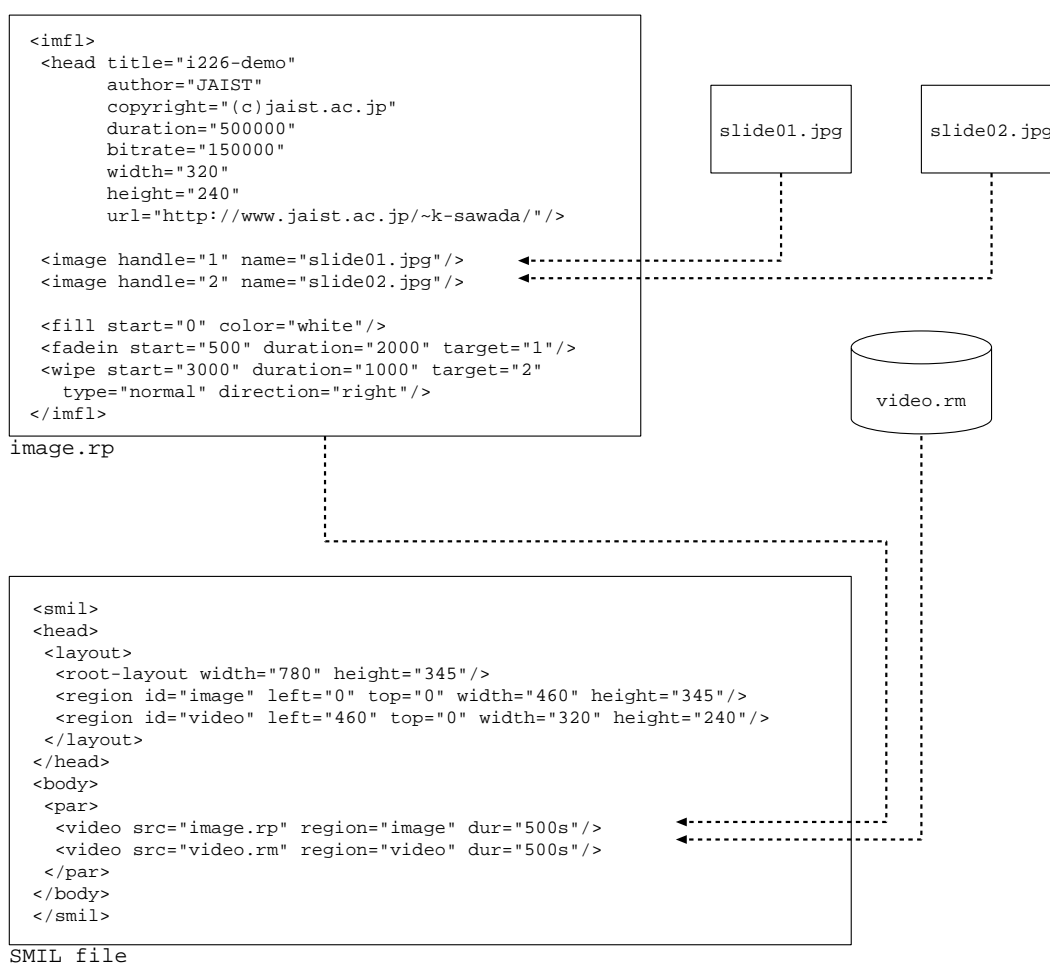 <imfl>
<head title="i226-demo"
author="JAIST"
copyright="(c)jaist.ac.jp"
duration="500000"
bitrate="150000"
width="320"
height="240"
url="http://www.jaist.ac.jp/~k-sawada/"/>
<image handle="1" name="slide01.jpg"/>
<image handle="2" name="slide02.jpg"/>
<fill start="0" color="white"/>
<fadein start="500" duration="2000" target="1"/>
<wipe start="3000" duration="1000" target="2"
type="normal" direction="right"/>
</imfl>
image.rp
slide01.jpg
slide02.jpg
video.rm
<smil>
<head>
<layout>
<root-layout width="780" height="345"/>
<region id="image" left="0" top="0" width="460" height="345"/>
<region id="video" left="460" top="0" width="320" height="240"/>
</layout>
</head>
<body>
<par>
<video src="image.rp" region="image" dur="500s"/>
<video src="video.rm" region="video" dur="500s"/>
</par>
</body>
</smil>
SMIL file